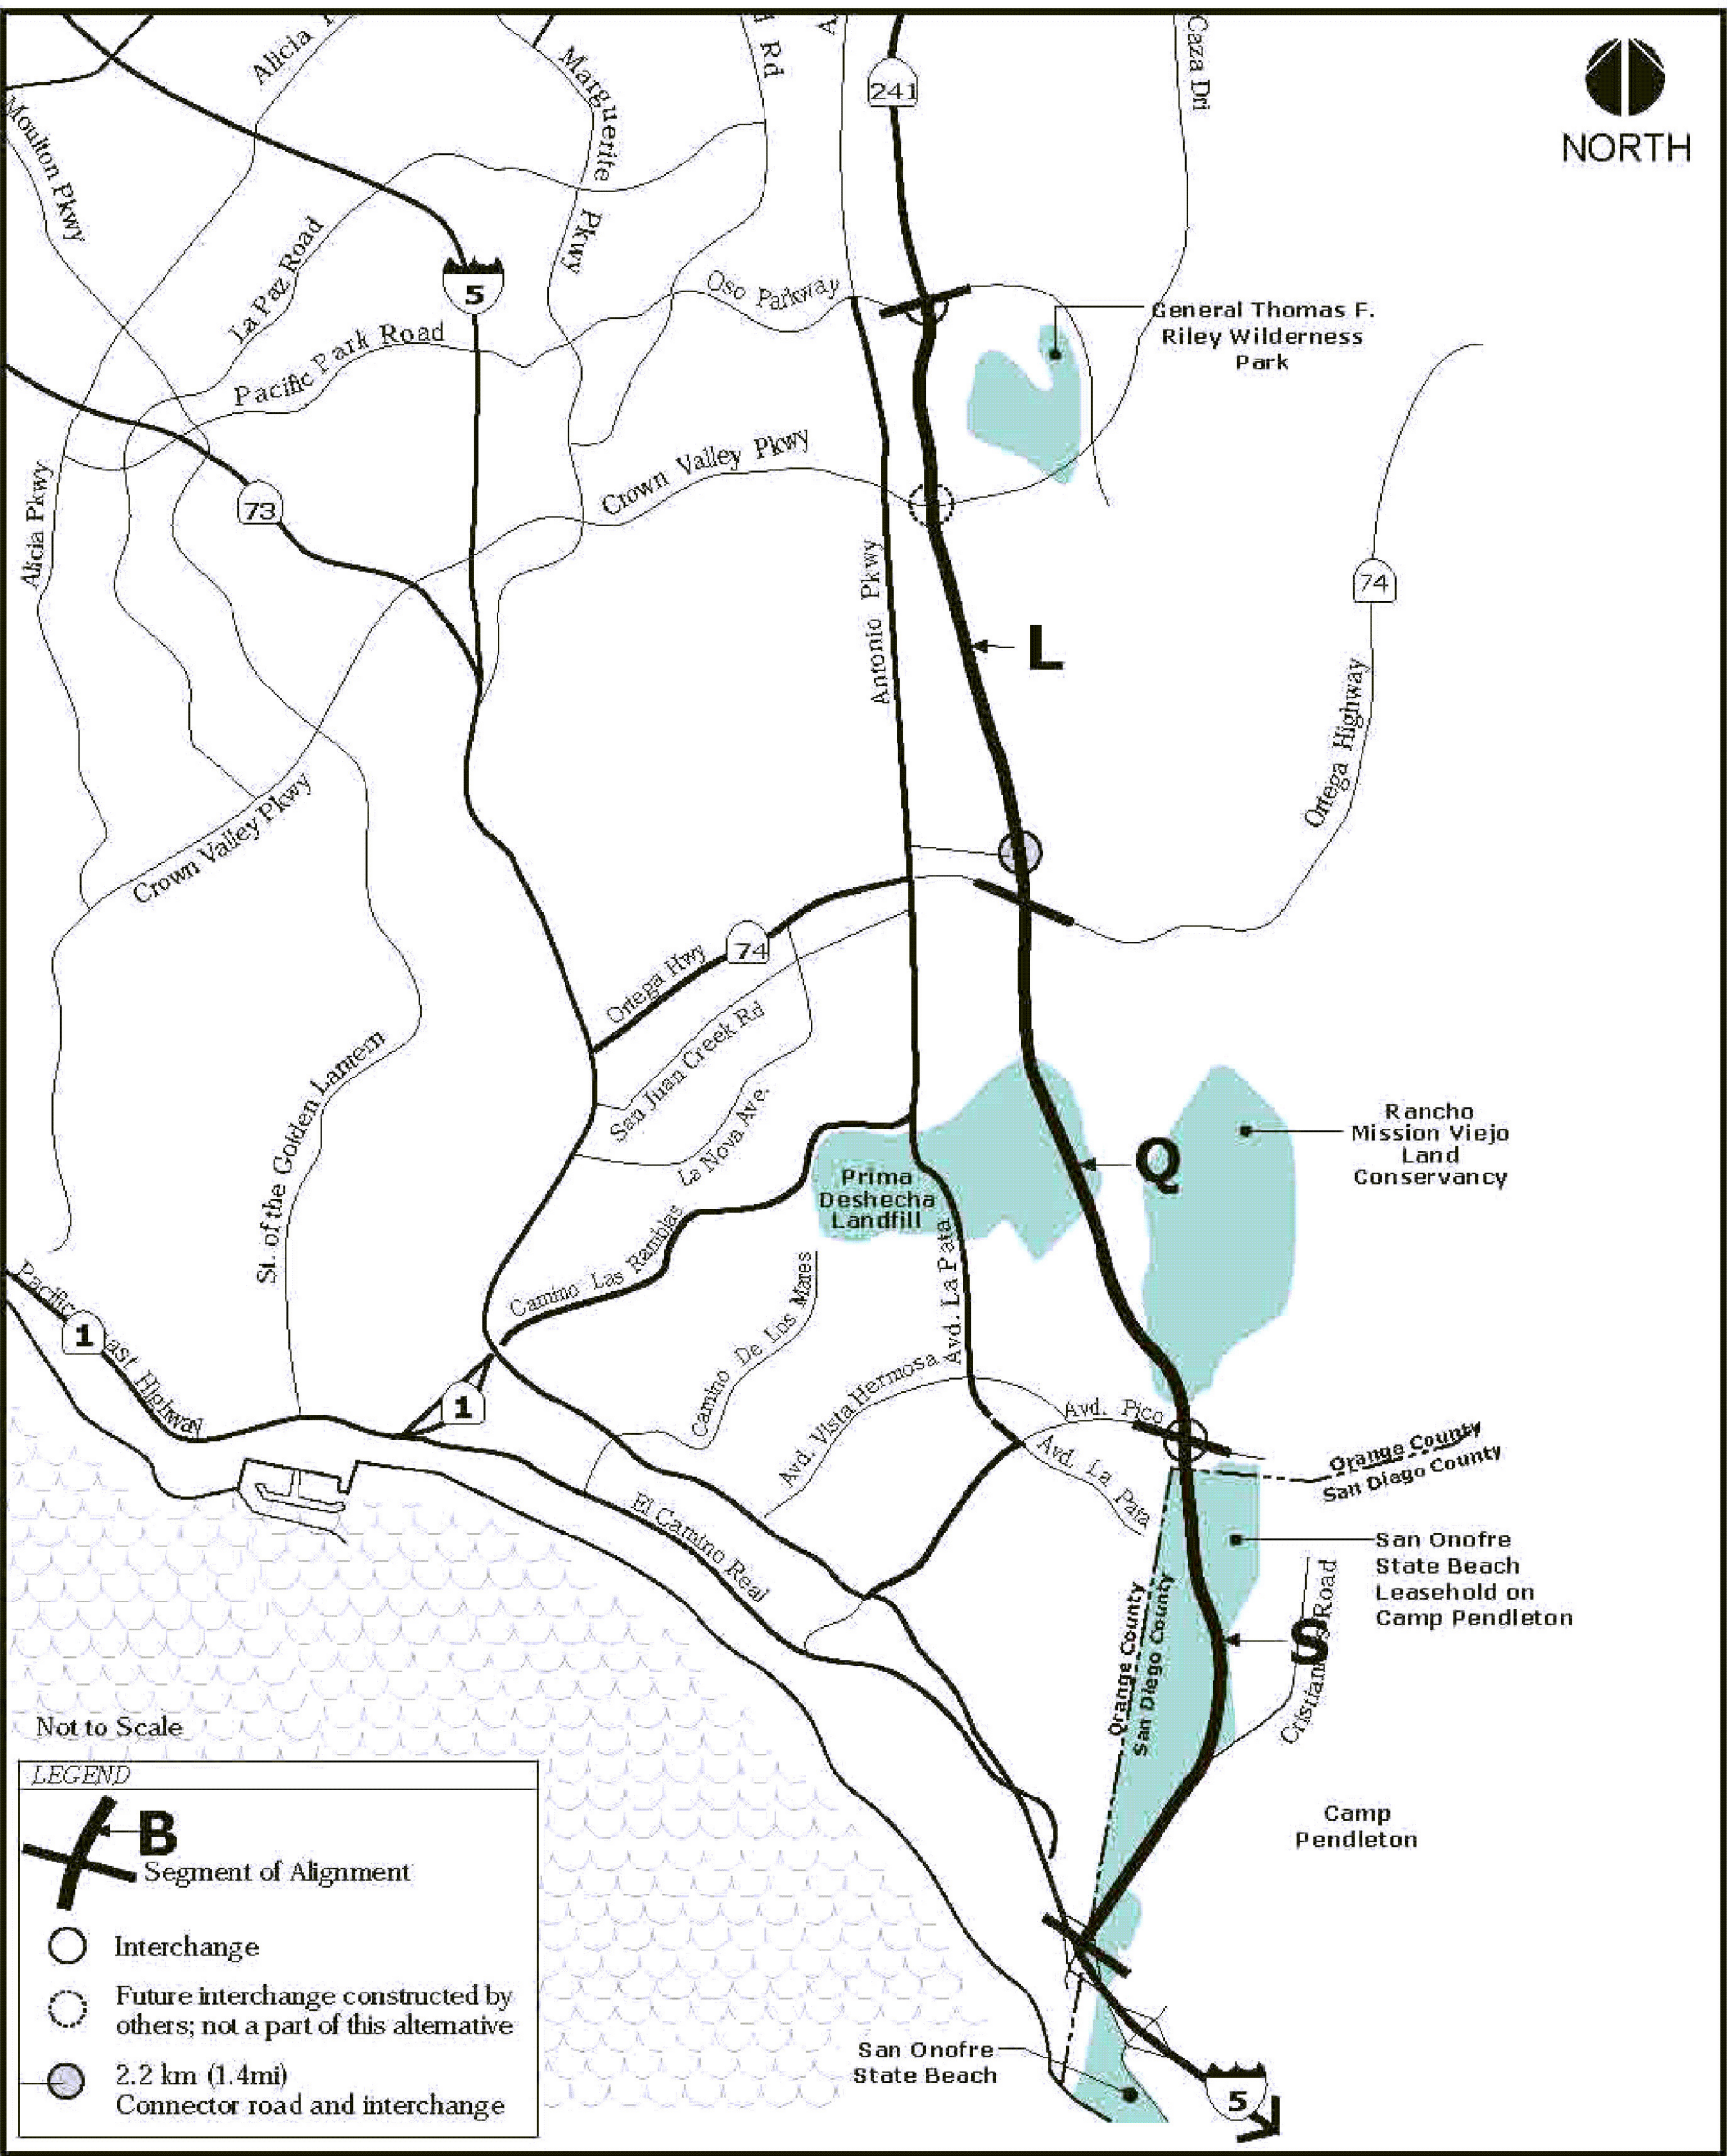 Alicia
Marguerite
Pkwy
Rd
241
Caza Dri
NORTH
Moulton Pkwy
La Paz Road
5
Oso Parkway
General Thomas F.
Riley Wilderness
Park
Pacific Park Road
Crown Valley Pkwy
Alicia Pkwy
73
Antonio Pkwy
74
L
Ortega Highway
Crown Valley Pkwy
74
Ortega Hwy
San Juan Creek Rd
La Nova Ave.
St. of the Golden Lantern
Rancho
Mission Viejo
Land
Conservancy
Q
Prima
Deshecha
Landfill
Camino Las Ramblas
Avd. La Pata
Camino De Los Mares
Pacific
1
ast Highway
1
Avd. Vista Hermosa
Avd. Pico
Avd. La Pata
Orange County
San Diago County
El Camino Real
San Onofre
State Beach
Leasehold on
Camp Pendleton
Orange County
San Diego County
S
Road
Not to Scale
LEGEND
B
Segment of Alignment
Interchange
Future interchange constructed by
others; not a part of this alternative
2.2 km (1.4mi)
Connector road and interchange
Camp
Pendleton
San Onofre
State Beach
5